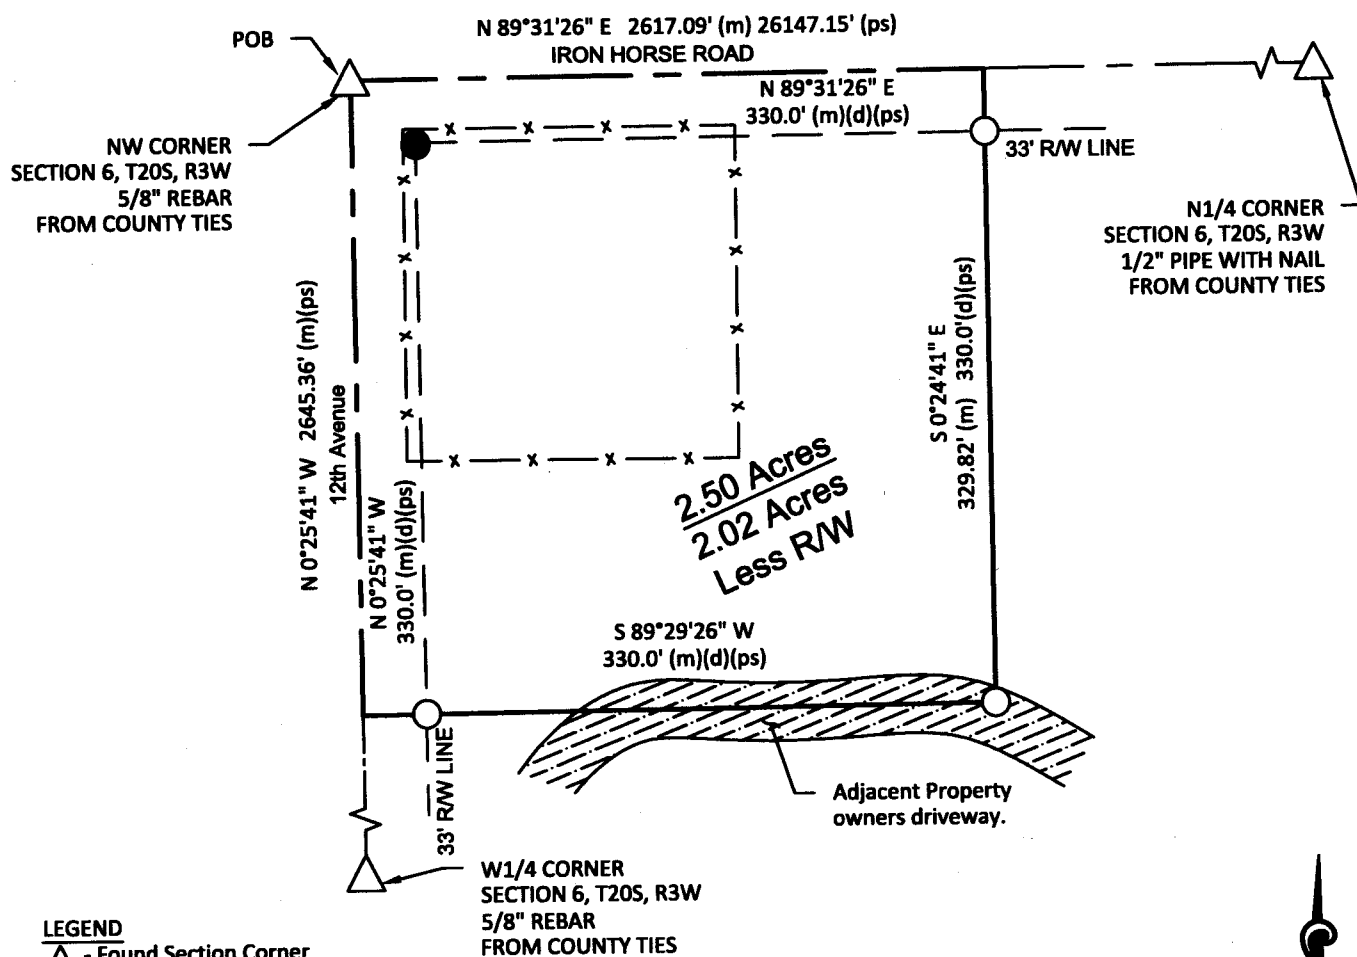 N 89°31'26" E 2617.09' (m) 26147.15' (ps)
IRON HORSE ROAD
POB
N 89°31'26" E
330.0' (m)(d)(ps)
33' R/W LINE
NW CORNER
SECTION 6, T20S, R3W
5/8" REBAR
FROM COUNTY TIES
N1/4 CORNER
SECTION 6, T20S, R3W
1/2" PIPE WITH NAIL
FROM COUNTY TIES
N 0°25'41" W 2645.36' (m)(ps)
12th Avenue
N 0°25'41" W
330.0' (m)(d)(ps)
S 0°24'41" E
329.82' (m) 330.0'(d)(ps)
2.50 Acres
2.02 Acres
Less R/W
S 89°29'26" W
330.0' (m)(d)(ps)
33' R/W LINE
Adjacent Property
owners driveway.
W1/4 CORNER
SECTION 6, T20S, R3W
5/8" REBAR
FROM COUNTY TIES
LEGEND
- Found Section Corner